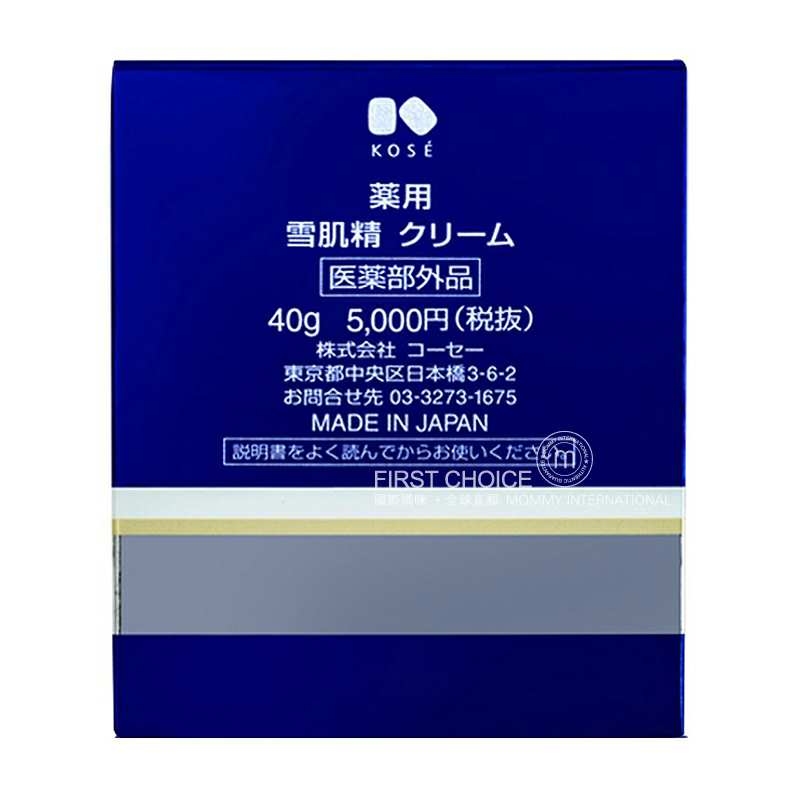 KOSÉ
薬用
雪肌精 クリーム
医薬部外品
40g 5,000円(税抜)
株式会社 コーセー
東京都中央区日本橋3-6-2
お問合せ先 03-3273-1675
MADE IN JAPAN
説明書をよく読んでからお使いくださ
m
FIRST CHOICE
MOMMY INTERNATIONAL